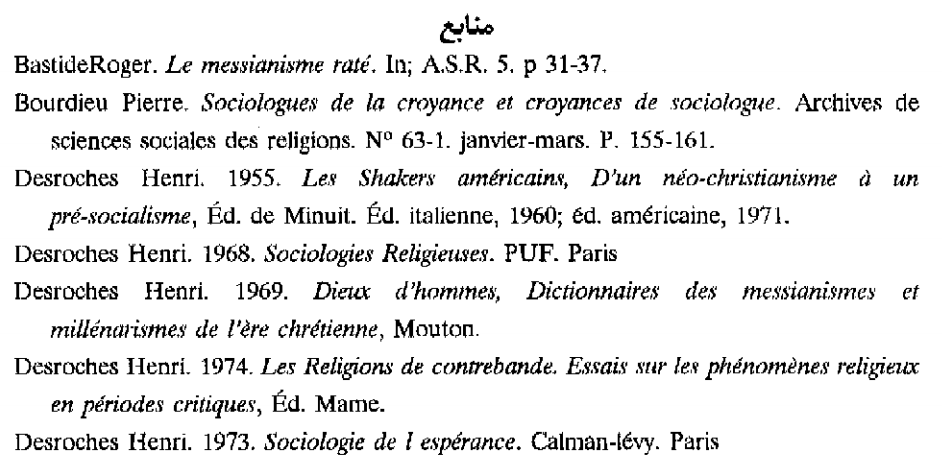 منابع
BastideRoger. Le messianisme raté. In; A.S.R. 5. p 31-37.
Bourdieu Pierre. Sociologues de la croyance et croyances de sociologue. Archives de
sciences sociales des religions. Nº 63-1. janvier-mars. P. 155-161.
Desroches Henri. 1955. Les Shakers américains, D'un néo-christianisme à un
pré-socialisme, Éd. de Minuit. Éd. italienne, 1960; éd. américaine, 1971.
Desroches Henri. 1968. Sociologies Religieuses. PUF. Paris
Desroches Henri. 1969. Dieux d'hommes, Dictionnaires des messianismes et
millénarismes de l'ère chrétienne, Mouton.
Desroches Henri. 1974. Les Religions de contrebande. Essais sur les phénomènes religieux
en périodes critiques, Éd. Mame.
Desroches Henri. 1973. Sociologie de l espérance. Calman-lévy. Paris